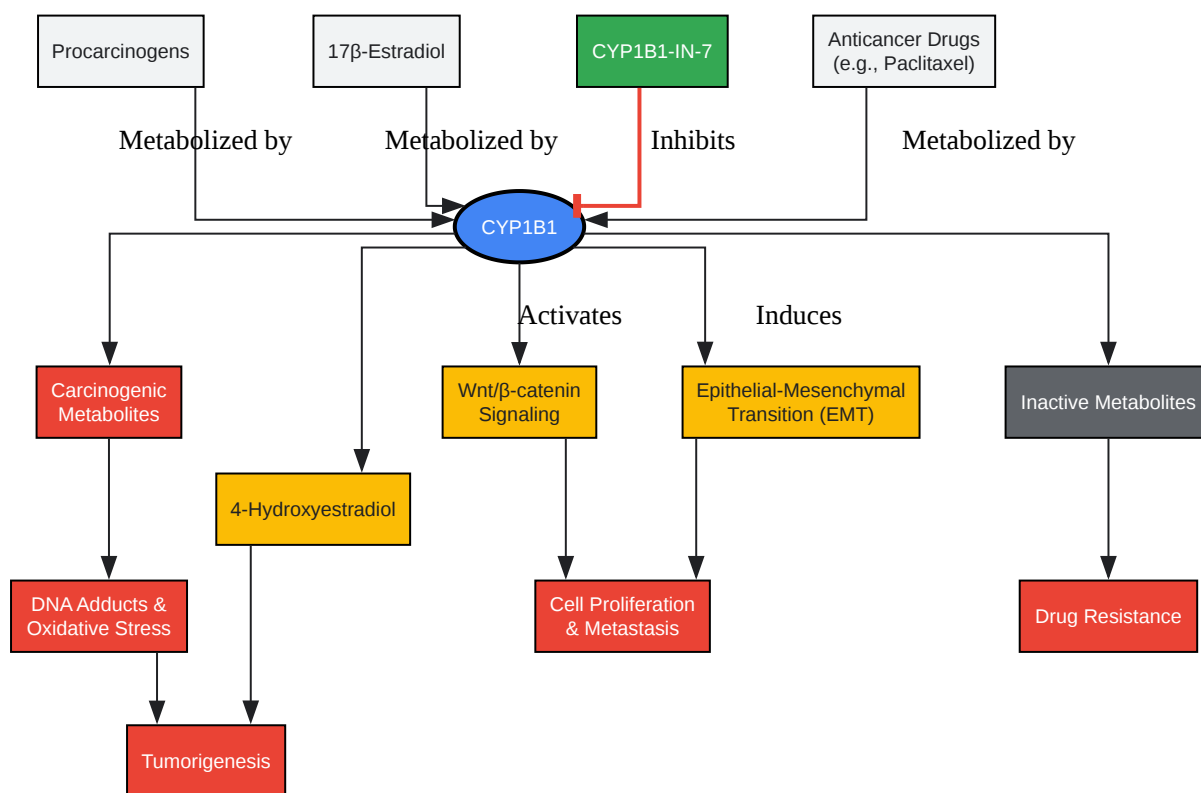 Procarcinogens
17β-Estradiol
CYP1B1-IN-7
Anticancer Drugs
(e.g., Paclitaxel)
Metabolized by
Metabolized by
Inhibits
Metabolized by
CYP1B1
Activates
Induces
Carcinogenic
Metabolites
Wnt/β-catenin
Signaling
Epithelial-Mesenchymal
Transition (EMT)
Inactive Metabolites
4-Hydroxyestradiol
DNA Adducts &
Oxidative Stress
Cell Proliferation
& Metastasis
Drug Resistance
Tumorigenesis